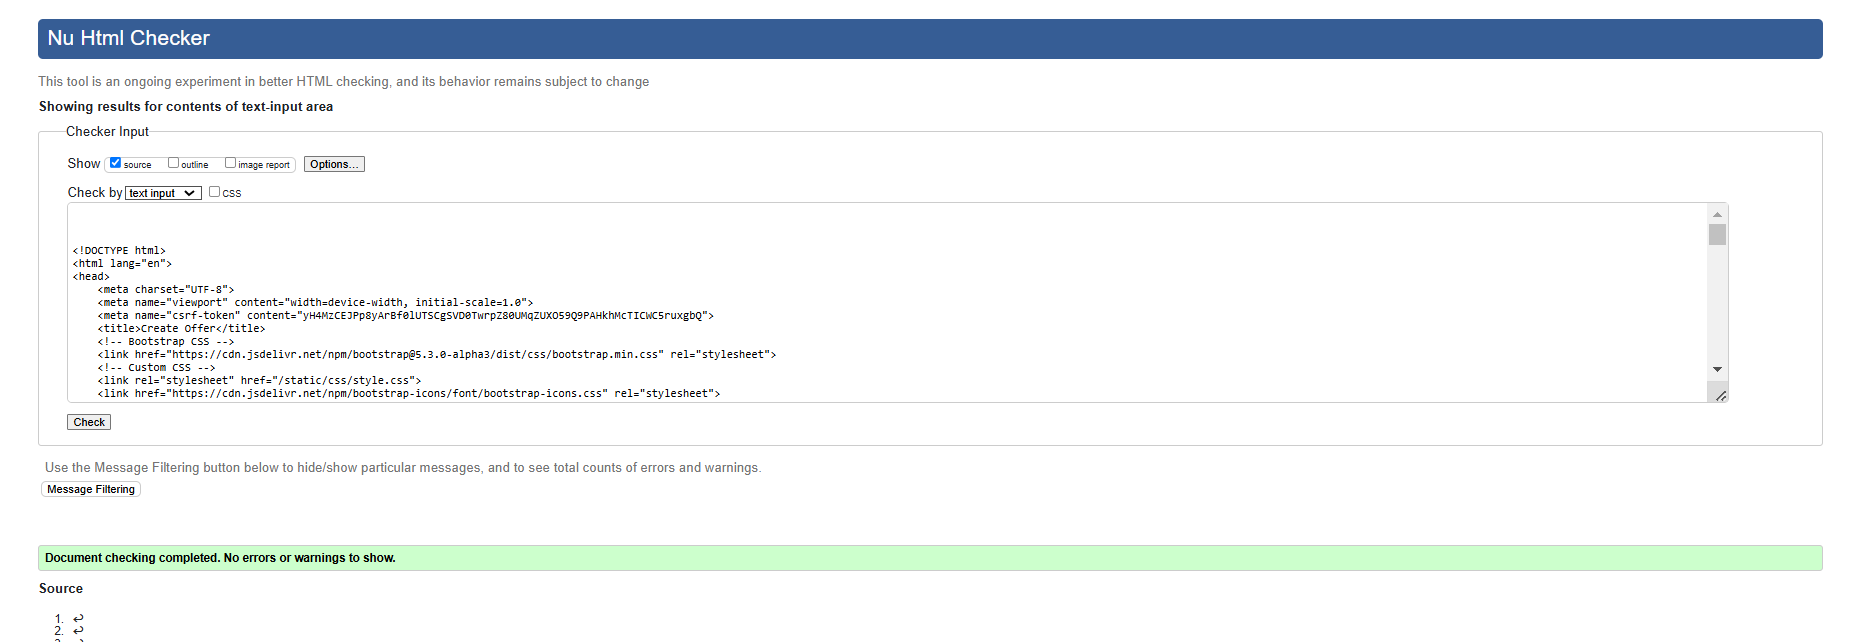 Nu Html Checker
This tool is an ongoing experiment in better HTML checking, and its behavior remains subject to change
Showing results for contents of text-input area
Checker Input
Show source outline image report Options...
Check by text input css
<!DOCTYPE html>
<html lang="en">
<head>
    <meta charset="UTF-8">
    <meta name="viewport" content="width=device-width, initial-scale=1.0">
    <meta name="csrf-token" content="yH4MzCEJPp8yArBf0lUTSCgSVD0TwrpZ80UMqZUXO59Q9PAHkhMcTICWC5ruxgbQ">
    <title>Create Offer</title>
    <!-- Bootstrap CSS -->
    <link href="https://cdn.jsdelivr.net/npm/bootstrap@5.3.0-alpha3/dist/css/bootstrap.min.css" rel="stylesheet">
    <!-- Custom CSS -->
    <link rel="stylesheet" href="/static/css/style.css">
    <link href="https://cdn.jsdelivr.net/npm/bootstrap-icons/font/bootstrap-icons.css" rel="stylesheet">
Check
Use the Message Filtering button below to hide/show particular messages, and to see total counts of errors and warnings.
Message Filtering
Document checking completed. No errors or warnings to show.
Source
1. ↩
2. ↩